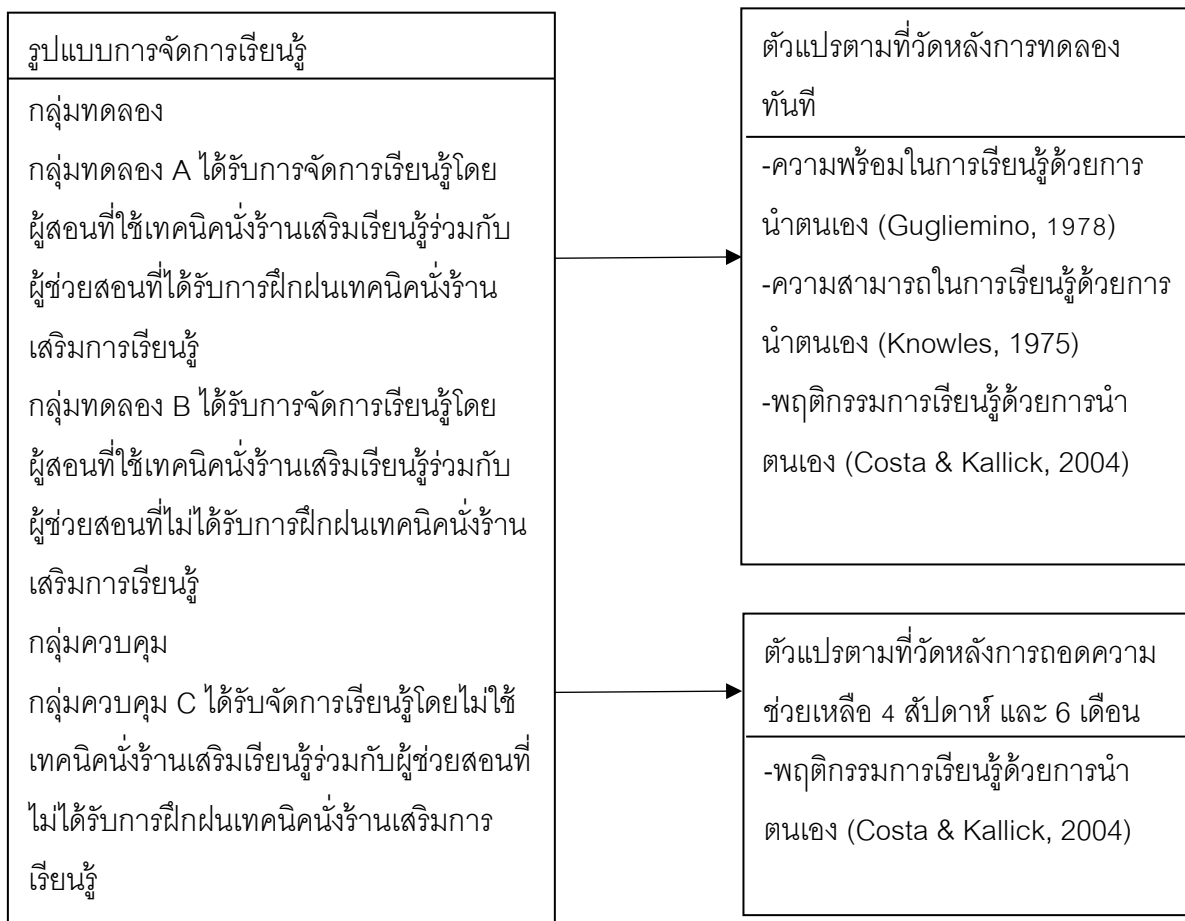 รูปแบบการจัดการเรียนรู้
กลุ่มทดลอง
กลุ่มทดลอง A ได้รับการจัดการเรียนรู้โดย
ผู้สอนที่ใช้เทคนิคนั่งร้านเสริมเรียนรู้ร่วมกับ
ผู้ช่วยสอนที่ได้รับการฝึกฝนเทคนิคนั่งร้าน
เสริมการเรียนรู้
กลุ่มทดลอง B ได้รับการจัดการเรียนรู้โดย
ผู้สอนที่ใช้เทคนิคนั่งร้านเสริมเรียนรู้ร่วมกับ
ผู้ช่วยสอนที่ไม่ได้รับการฝึกฝนเทคนิคนั่งร้าน
เสริมการเรียนรู้
กลุ่มควบคุม
กลุ่มควบคุม C ได้รับจัดการเรียนรู้โดยไม่ใช้
เทคนิคนั่งร้านเสริมเรียนรู้ร่วมกับผู้ช่วยสอนที่
ไม่ได้รับการฝึกฝนเทคนิคนั่งร้านเสริมการ
เรียนรู้
ตัวแปรตามที่วัดหลังการทดลอง
ทันที
-ความพร้อมในการเรียนรู้ด้วยการ
นำตนเอง (Gugliemino, 1978)
-ความสามารถในการเรียนรู้ด้วยการ
นำตนเอง (Knowles, 1975)
-พฤติกรรมการเรียนรู้ด้วยการนำ
ตนเอง (Costa & Kallick, 2004)
ตัวแปรตามที่วัดหลังการถอดความ
ช่วยเหลือ 4 สัปดาห์ และ 6 เดือน
-พฤติกรรมการเรียนรู้ด้วยการนำ
ตนเอง (Costa & Kallick, 2004)